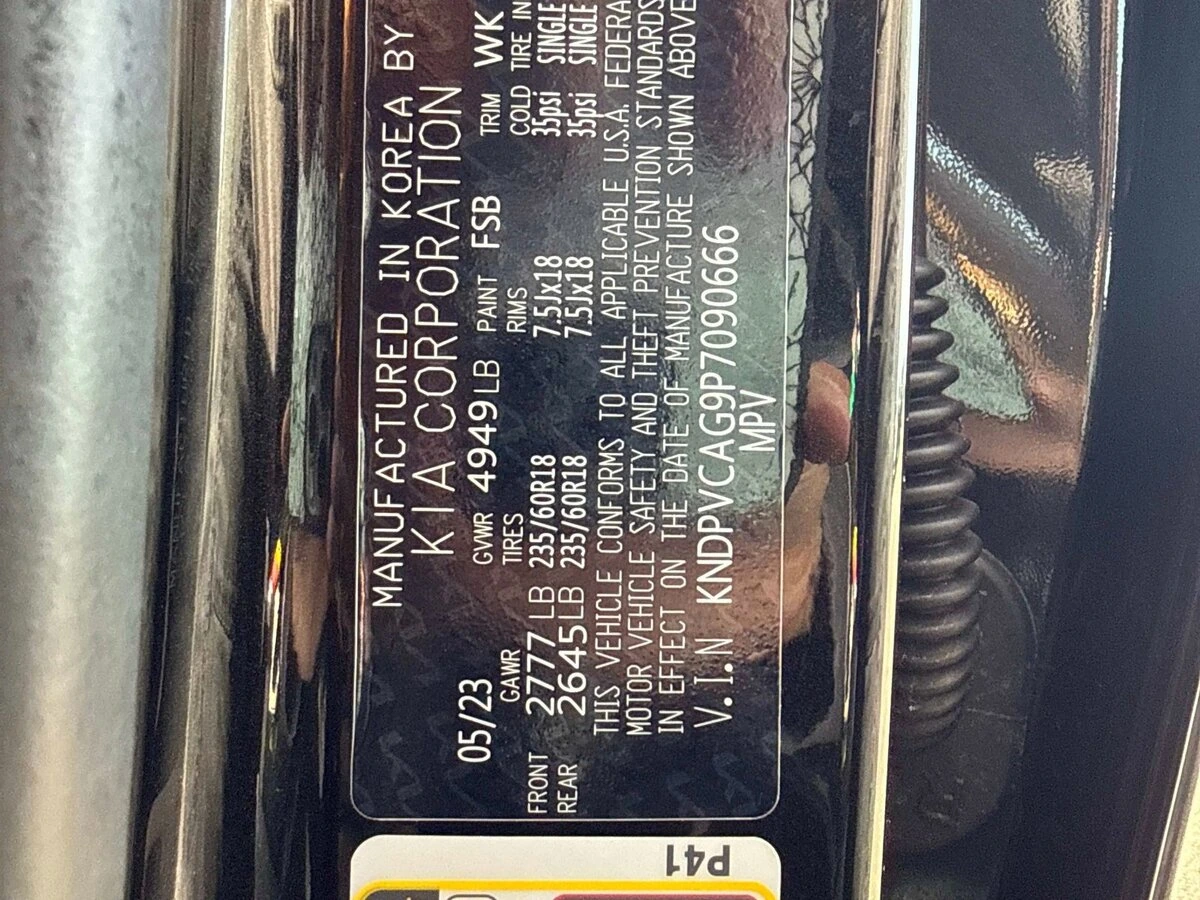 MANUFACTURED IN KOREA BY
KIA CORPORATION
05/23 GVWR 4949LB PAINT FSB TRIM WK
GAWR TIRES RIMS COLD TIRE IN
FRONT 2777LB 235/60R18 7.5Jx18 35psi SINGLE
REAR 2645LB 235/60R18 7.5Jx18 35psi SINGLE
THIS VEHICLE CONFORMS TO ALL APPLICABLE U.S.A. FEDERA
MOTOR VEHICLE SAFETY AND THEFT PREVENTION STANDARDS
IN EFFECT ON THE DATE OF MANUFACTURE SHOWN ABOVE
V.I.N KNDPVCAG9P7090666
MPV
P41